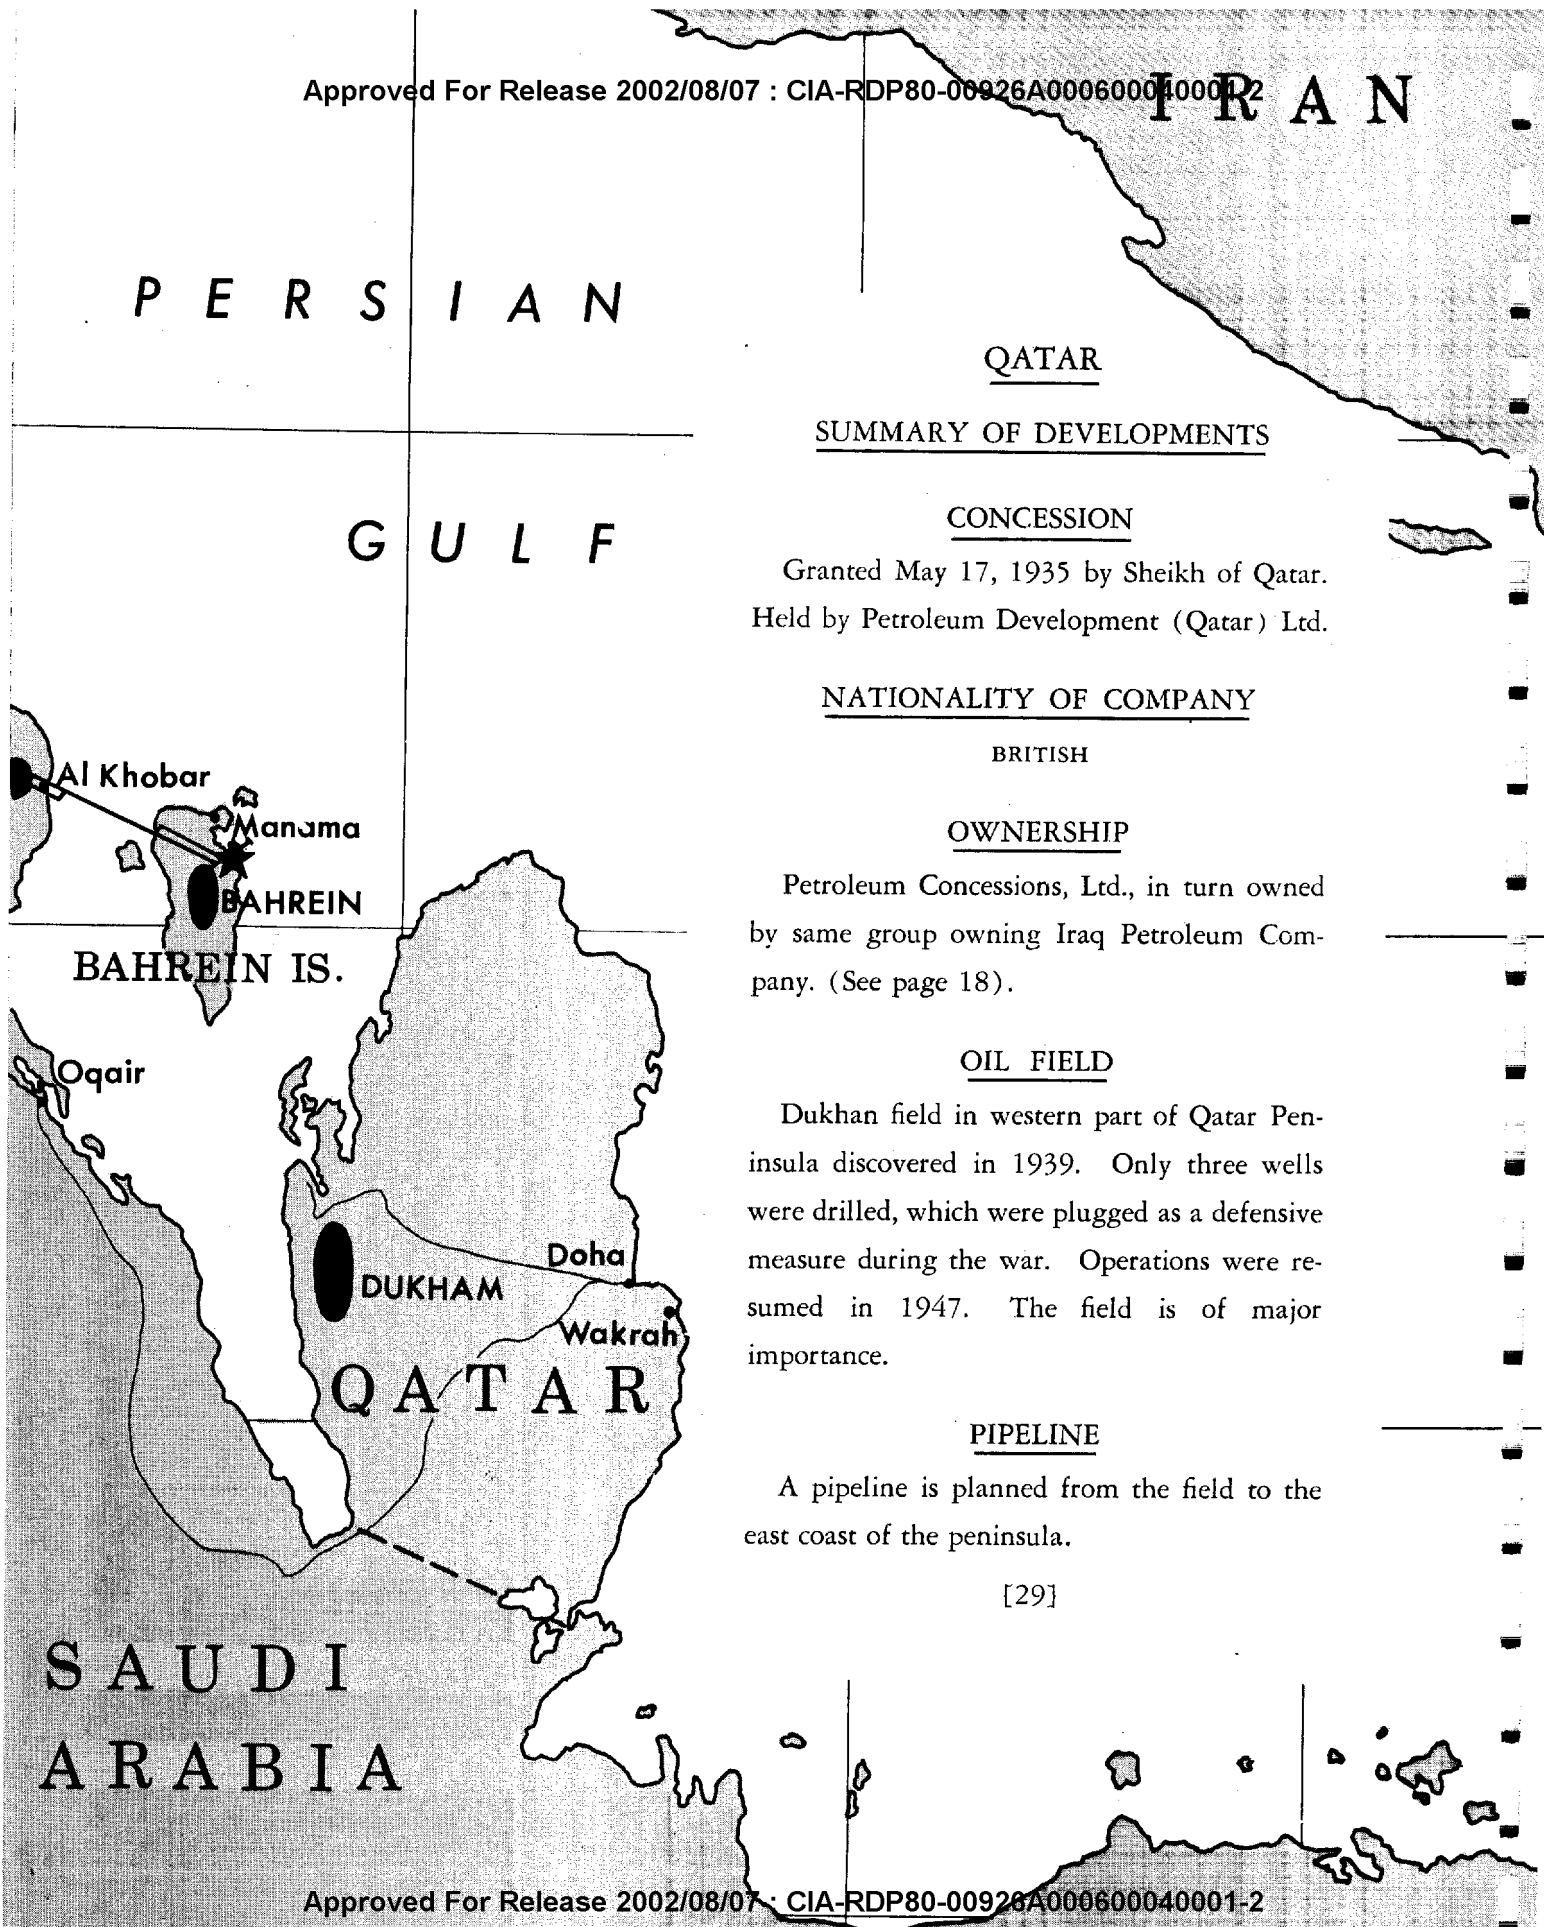 Approved For Release 2002/08/07 : CIA-RDP80-00926A000600040001-2
IRAN
PERSIAN
GULF
QATAR
SUMMARY OF DEVELOPMENTS
CONCESSION
Granted May 17, 1935 by Sheikh of Qatar.
Held by Petroleum Development (Qatar) Ltd.
NATIONALITY OF COMPANY
BRITISH
OWNERSHIP
Petroleum Concessions, Ltd., in turn owned
by same group owning Iraq Petroleum Com-
pany. (See page 18).
OIL FIELD
Dukhan field in western part of Qatar Pen-
insula discovered in 1939. Only three wells
were drilled, which were plugged as a defensive
measure during the war. Operations were re-
sumed in 1947. The field is of major
importance.
PIPELINE
A pipeline is planned from the field to the
east coast of the peninsula.
[29]
Al Khobar
Manama
BAHREIN
BAHREIN IS.
Oqair
Doha
DUKHAM
Wakrah
QATAR
SAUDI
ARABIA
Approved For Release 2002/08/07 : CIA-RDP80-00926A000600040001-2